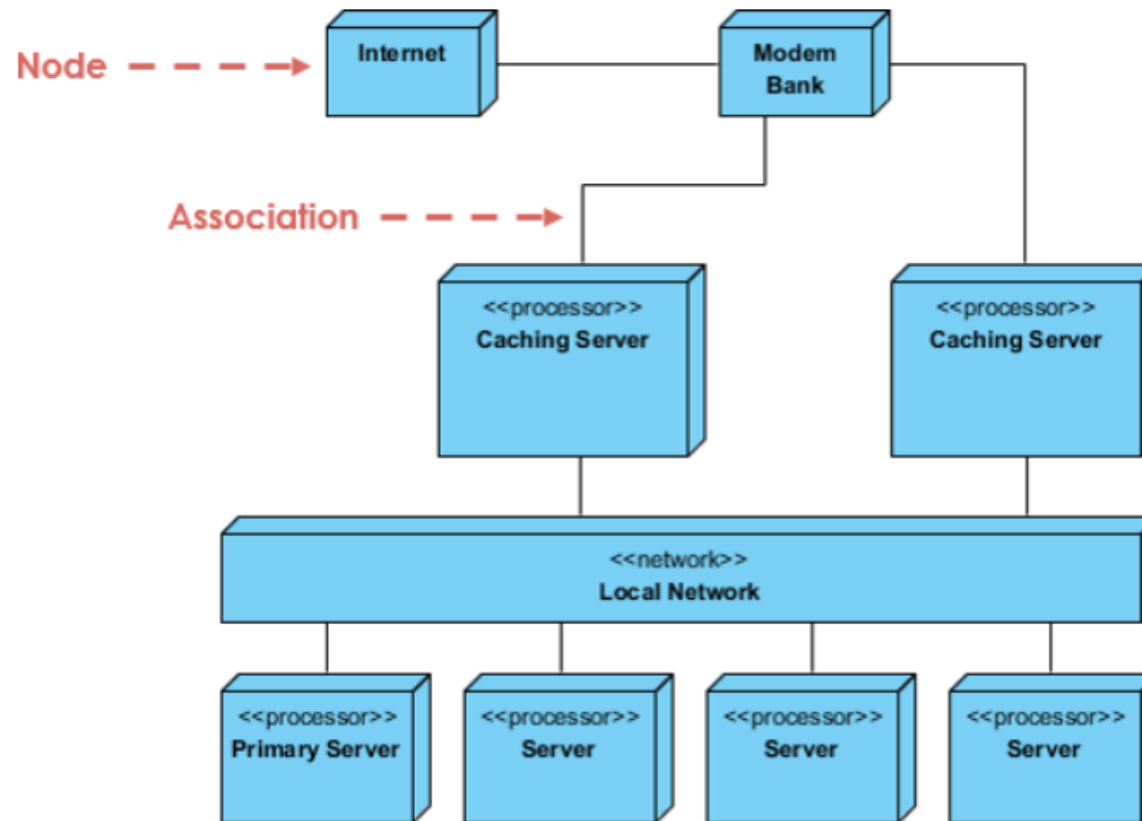 Node
Internet
Modem
Bank
Association
<<processor>>
Caching Server
<<processor>>
Caching Server
<<network>>
Local Network
<<processor>>
Primary Server
<<processor>>
Server
<<processor>>
Server
<<processor>>
Server